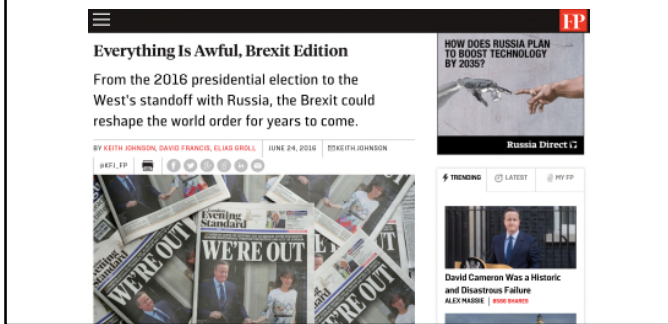 FP
Everything Is Awful, Brexit Edition
From the 2016 presidential election to the
West's standoff with Russia, the Brexit could
reshape the world order for years to come.
BY KEITH JOHNSON, DAVID FRANCIS, ELIAS GROLL JUNE 24, 2016 KEITH.JOHNSON
@KFJ_FP
Evening
Standard
WE'RE OUT
Evening
Standard
WE'RE OUT
WE'RE OUT
HOW DOES RUSSIA PLAN
TO BOOST TECHNOLOGY
BY 2035?
Russia Direct
TRENDING LATEST MY FP
David Cameron Was a Historic
and Disastrous Failure
ALEX MASSIE 8566 SHARES